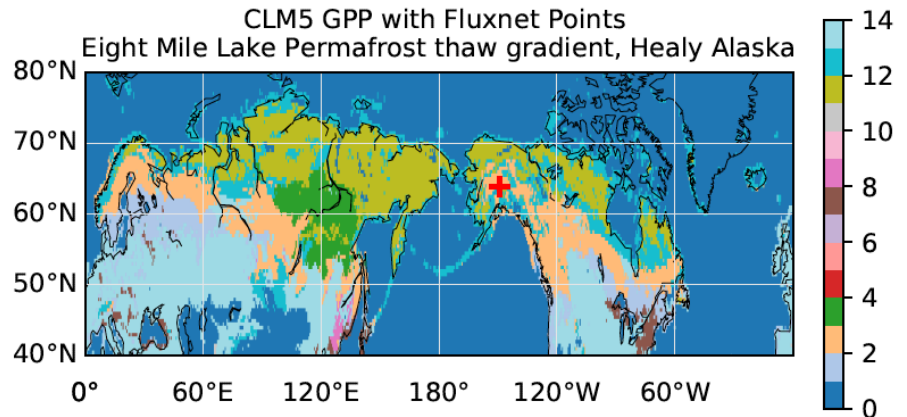 CLM5 GPP with Fluxnet Points
Eight Mile Lake Permafrost thaw gradient, Healy Alaska
80°N
70°N
60°N
50°N
40°N
0° 60°E 120°E 180° 120°W 60°W
14
12
10
8
6
4
2
0